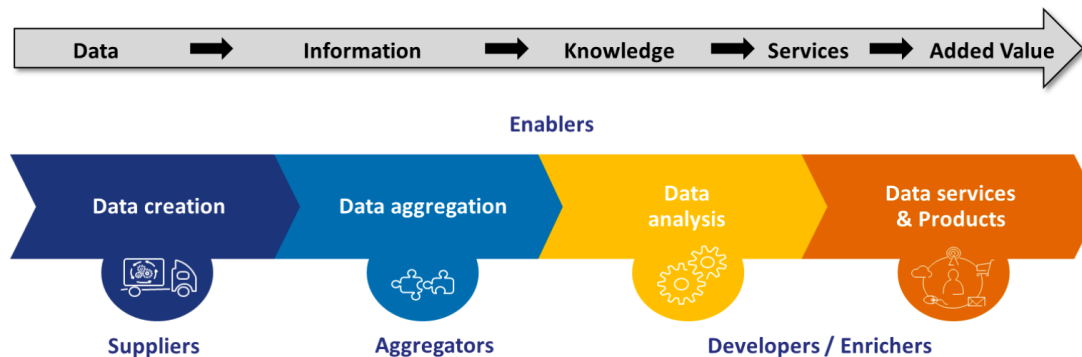 Data Information Knowledge Services Added Value
Enablers
Data creation
Data aggregation
Data
analysis
Data services
& Products
Suppliers
Aggregators
Developers / Enrichers